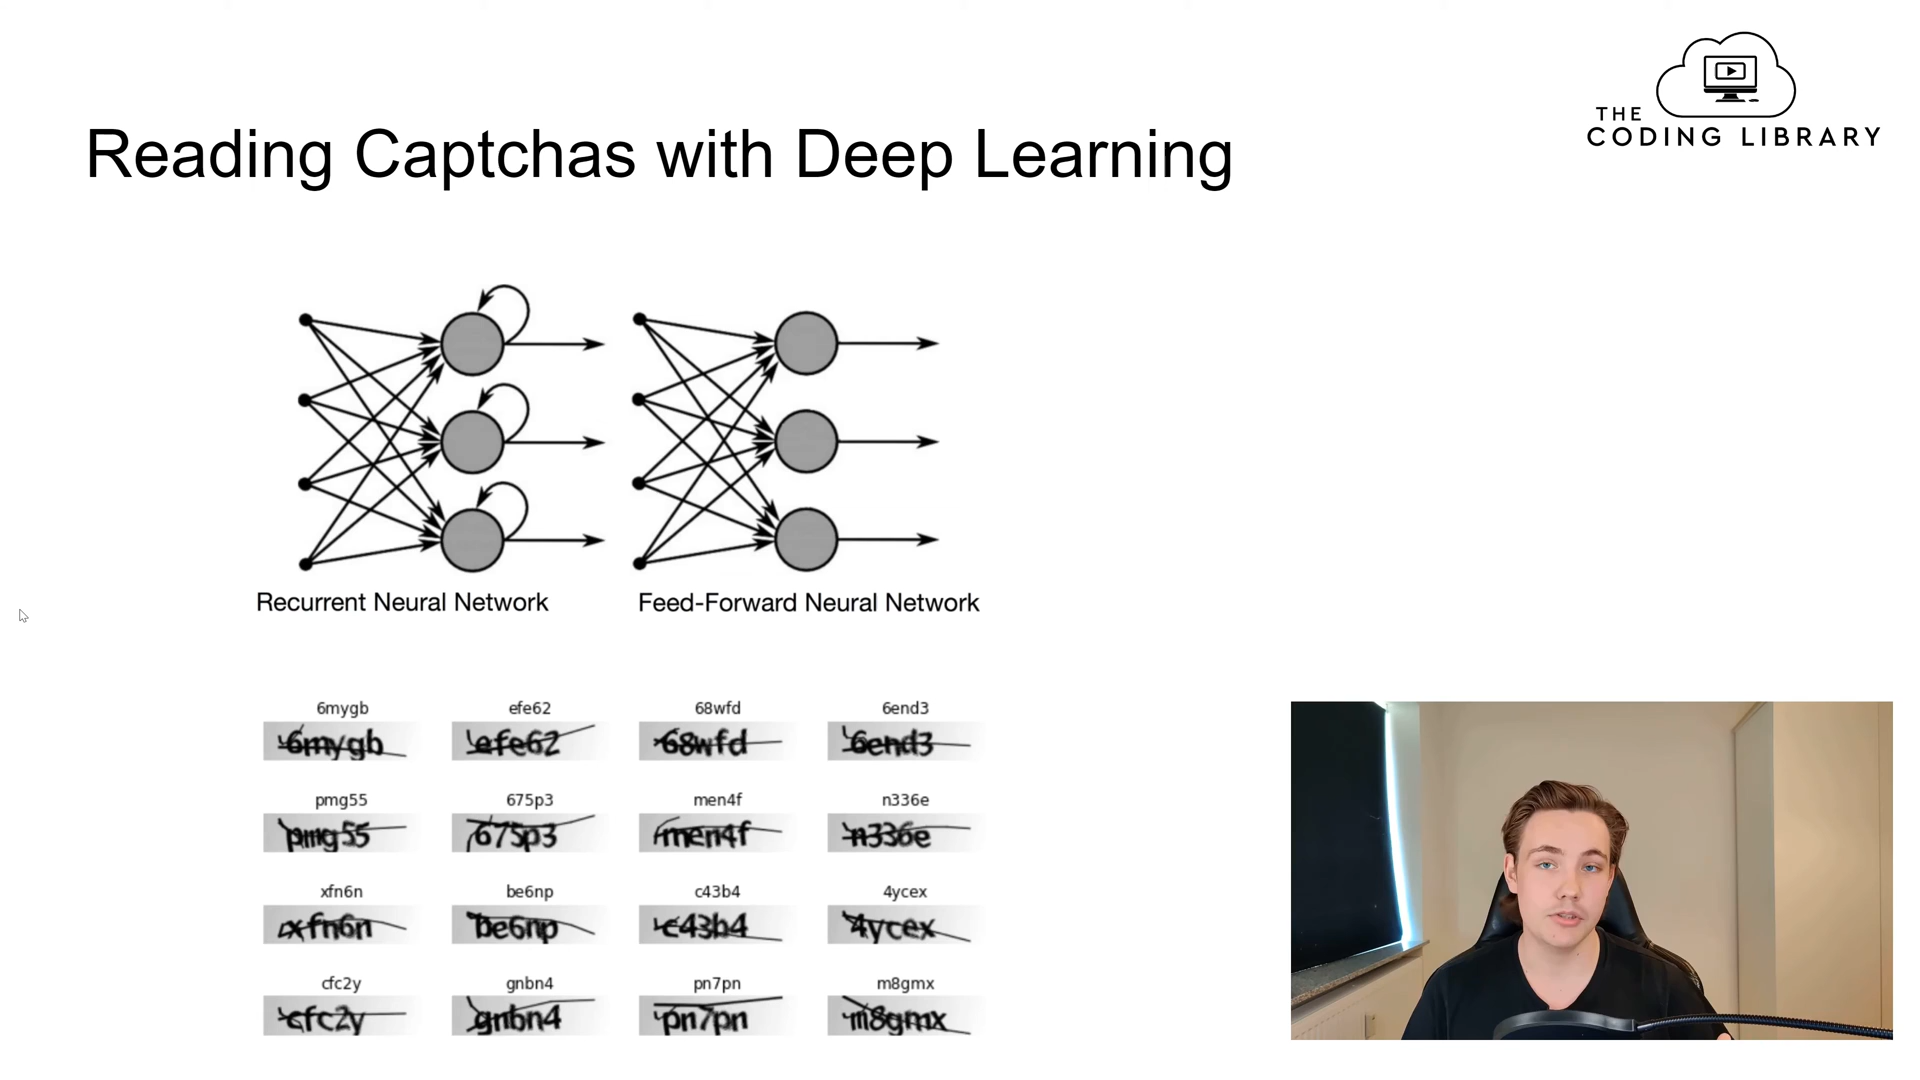 THE
CODING LIBRARY
Reading Captchas with Deep Learning
Recurrent Neural Network Feed-Forward Neural Network
6mygb efe62 68wfd 6end3
6mygb efe62 68wfd 6end3
pmg55 675p3 men4f n336e
pmg55 675p3 men4f n336e
xfn6n be6np c43b4 4ycex
xfn6n be6np c43b4 4ycex
cfc2y gnbn4 pn7pn m8gmx
cfc2y gnbn4 pn7pn m8gmx